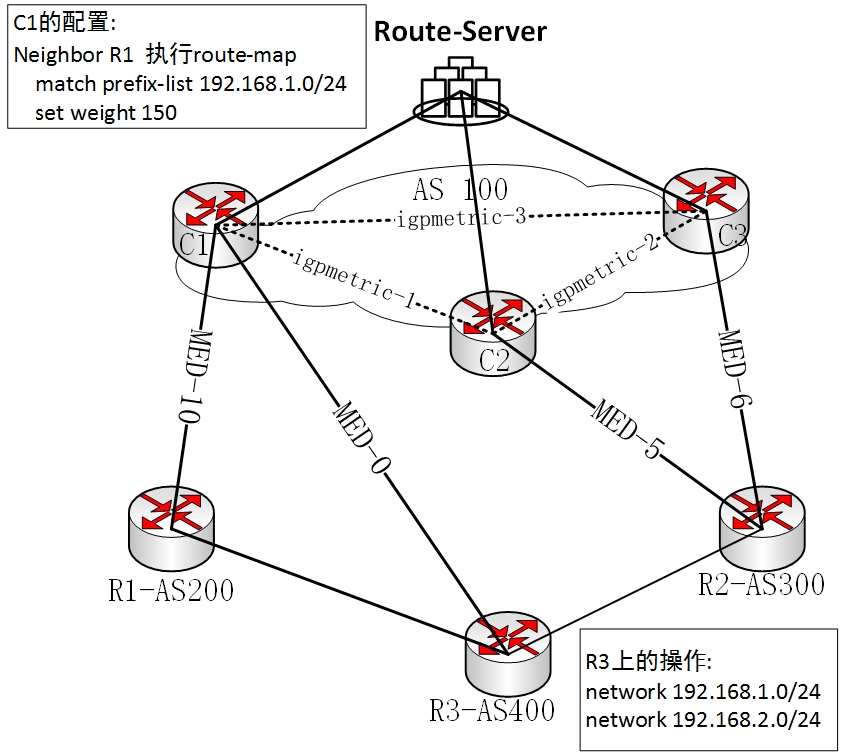 C1的配置:
Neighbor R1 执行route-map
match prefix-list 192.168.1.0/24
set weight 150
Route-Server
AS 100
C1
igpmetric-3
C3
igpmetric-1
igpmetric-2
C2
MED-10
MED-0
MED-5
MED-6
R1-AS200
R2-AS300
R3-AS400
R3上的操作:
network 192.168.1.0/24
network 192.168.2.0/24